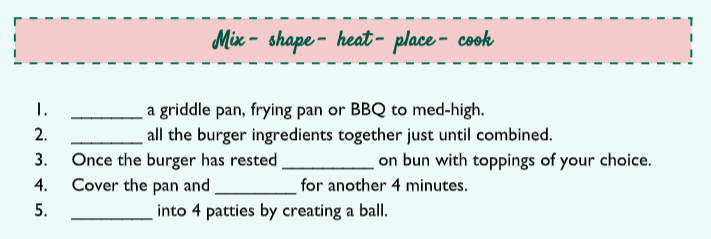 Mix - shape - heat - place - cook
1. ________ a griddle pan, frying pan or BBQ to med-high.
2. ________ all the burger ingredients together just until combined.
3. Once the burger has rested __________ on bun with toppings of your choice.
4. Cover the pan and _________ for another 4 minutes.
5. _________ into 4 patties by creating a ball.